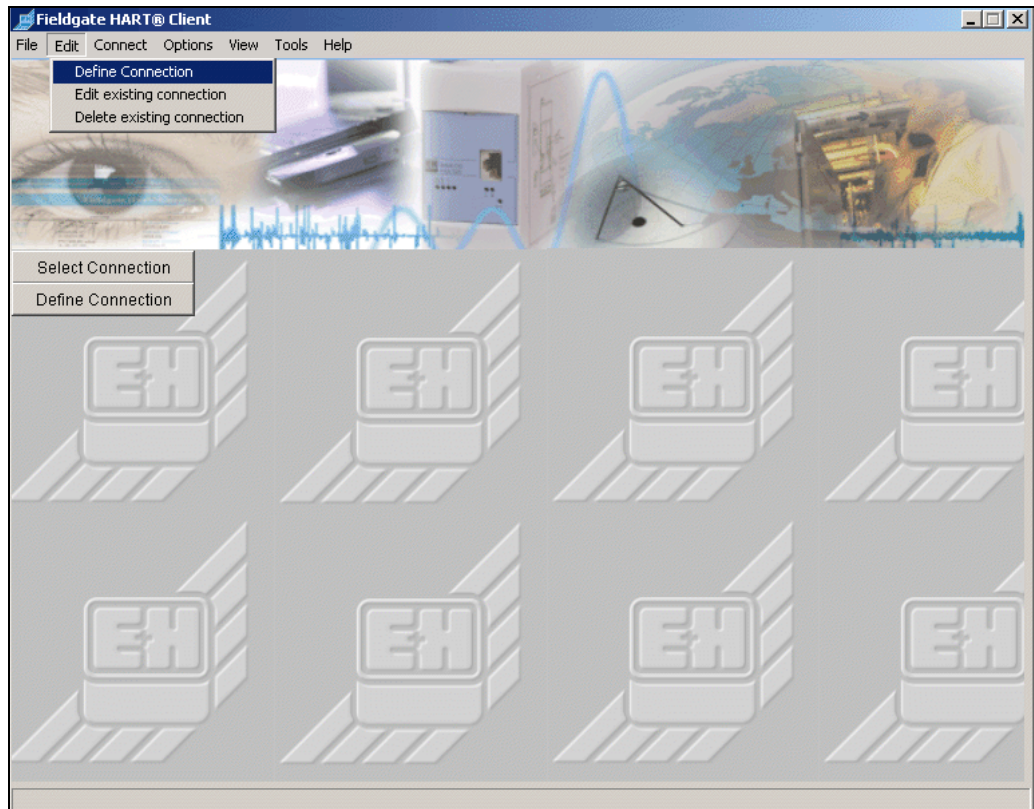 Fieldgate HART® Client
File Edit Connect Options View Tools Help
Define Connection
Edit existing connection
Delete existing connection
Select Connection
Define Connection
E+H E+H E+H E+H
E+H E+H E+H E+H